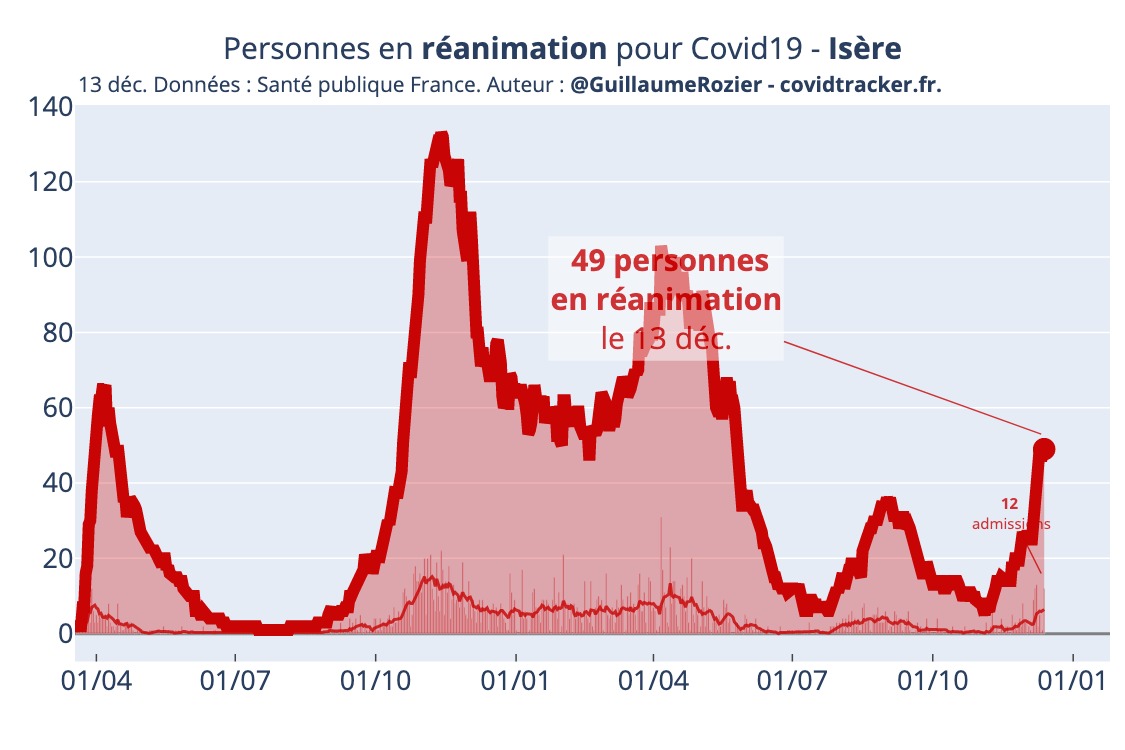 Personnes en réanimation pour Covid19 - Isère
13 déc. Données : Santé publique France. Auteur : @GuillaumeRozier - covidtracker.fr.
140
120
100
80
60
40
20
0
49 personnes
en réanimation
le 13 déc.
12
admissions
01/04
01/07
01/10
01/01
01/04
01/07
01/10
01/01